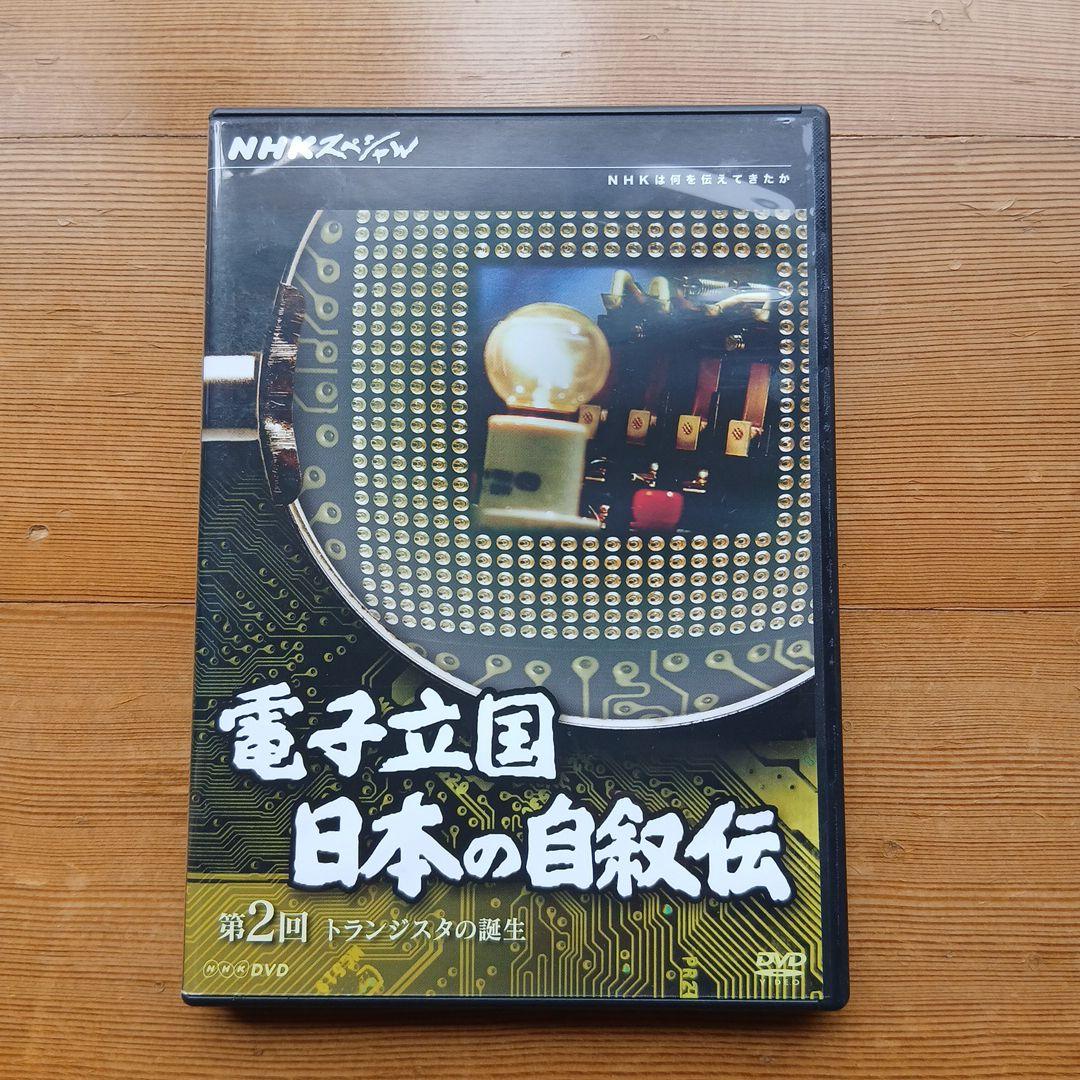 NHKスペシャル
NHKは何を伝えてきたか
電子立国
日本の自叙伝
第2回 トランジスタの誕生
NHK DVD
DVD
VIDEO